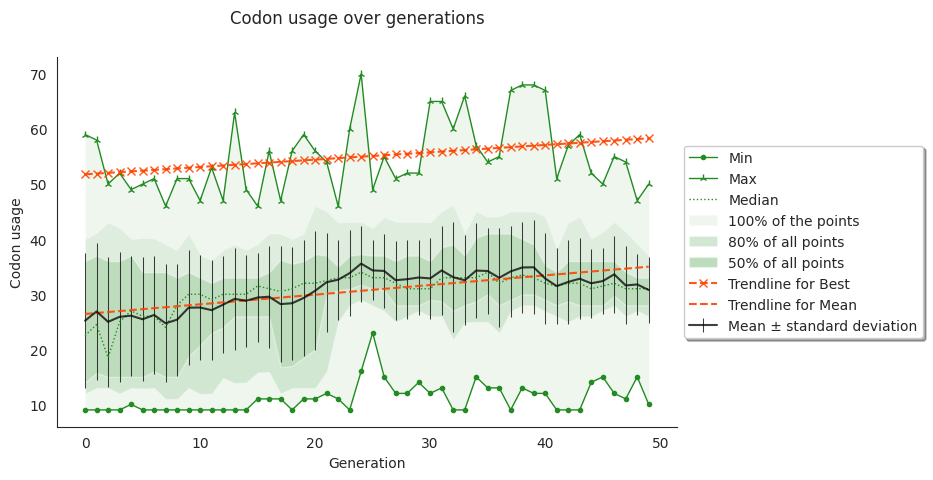 Codon usage over generations
Codon usage
70
60
50
40
30
20
10
0
10
20
30
40
50
Generation
Min
Max
Median
100% of the points
80% of all points
50% of all points
Trendline for Best
Trendline for Mean
Mean ± standard deviation